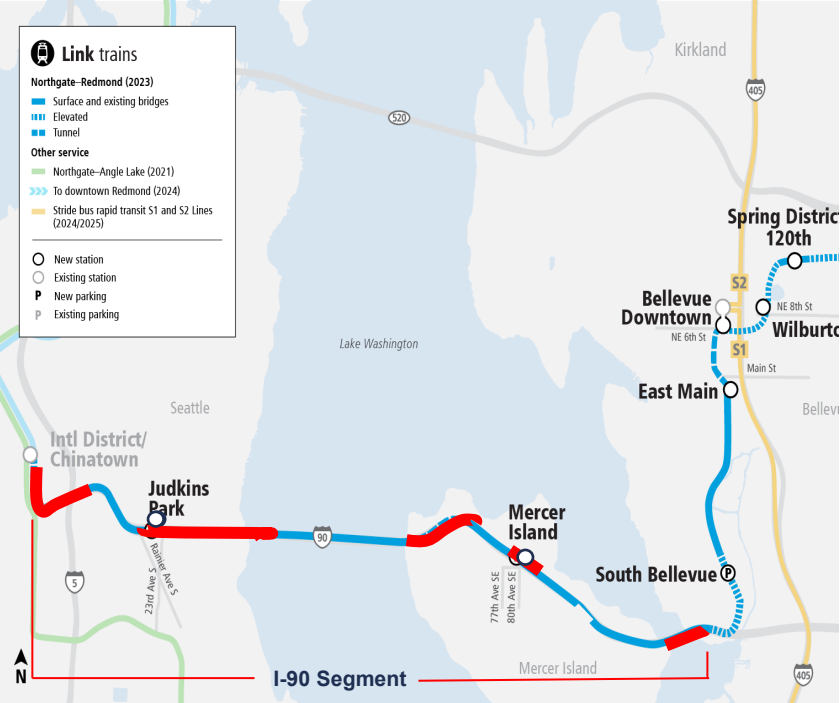 Link trains
Northgate–Redmond (2023)
Surface and existing bridges
Elevated
Tunnel
Other service
Northgate–Angle Lake (2021)
To downtown Redmond (2024)
Stride bus rapid transit S1 and S2 Lines
(2024/2025)
New station
Existing station
P New parking
P Existing parking
Kirkland
405
520
Spring Distric
120th
S2
Bellevue
Downtown
NE 8th St
NE 6th St
Wilburto
S1
Lake Washington
Main St
East Main
Seattle
Bellevu
Intl District/
Chinatown
Judkins
Park
Mercer
Island
90
Rainier Ave S
23rd Ave S
5
77th Ave SE
80th Ave SE
South Bellevue
P
N
Mercer Island
I-90 Segment
405